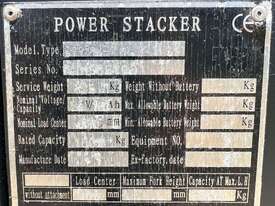 POWER STACKER CE
Model.Type.
Series No.
Service Weight Kg Weight Without Battery Kg
Nominal Voltage/Capacity V/ Ah Max. Allowable Battery Weight Kg
Nominal Load Center mm Min. Allowable Battery Weight Kg
Rated Capacity Kg Equipment NO.
Manufacture Date Ex-factory. date
Load Center Maximum Fork Height Capacity AT Max.L.H
without attachment mm mm Kg